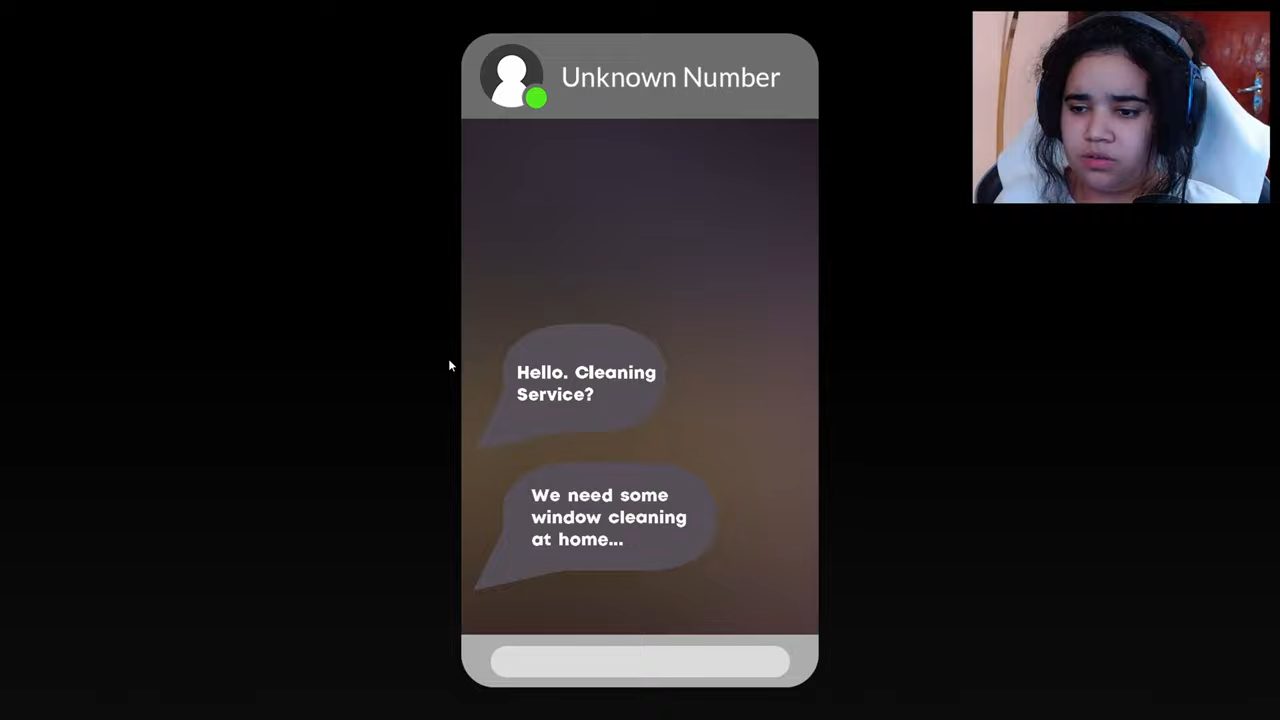 Unknown Number
Hello. Cleaning
Service?
We need some
window cleaning
at home...